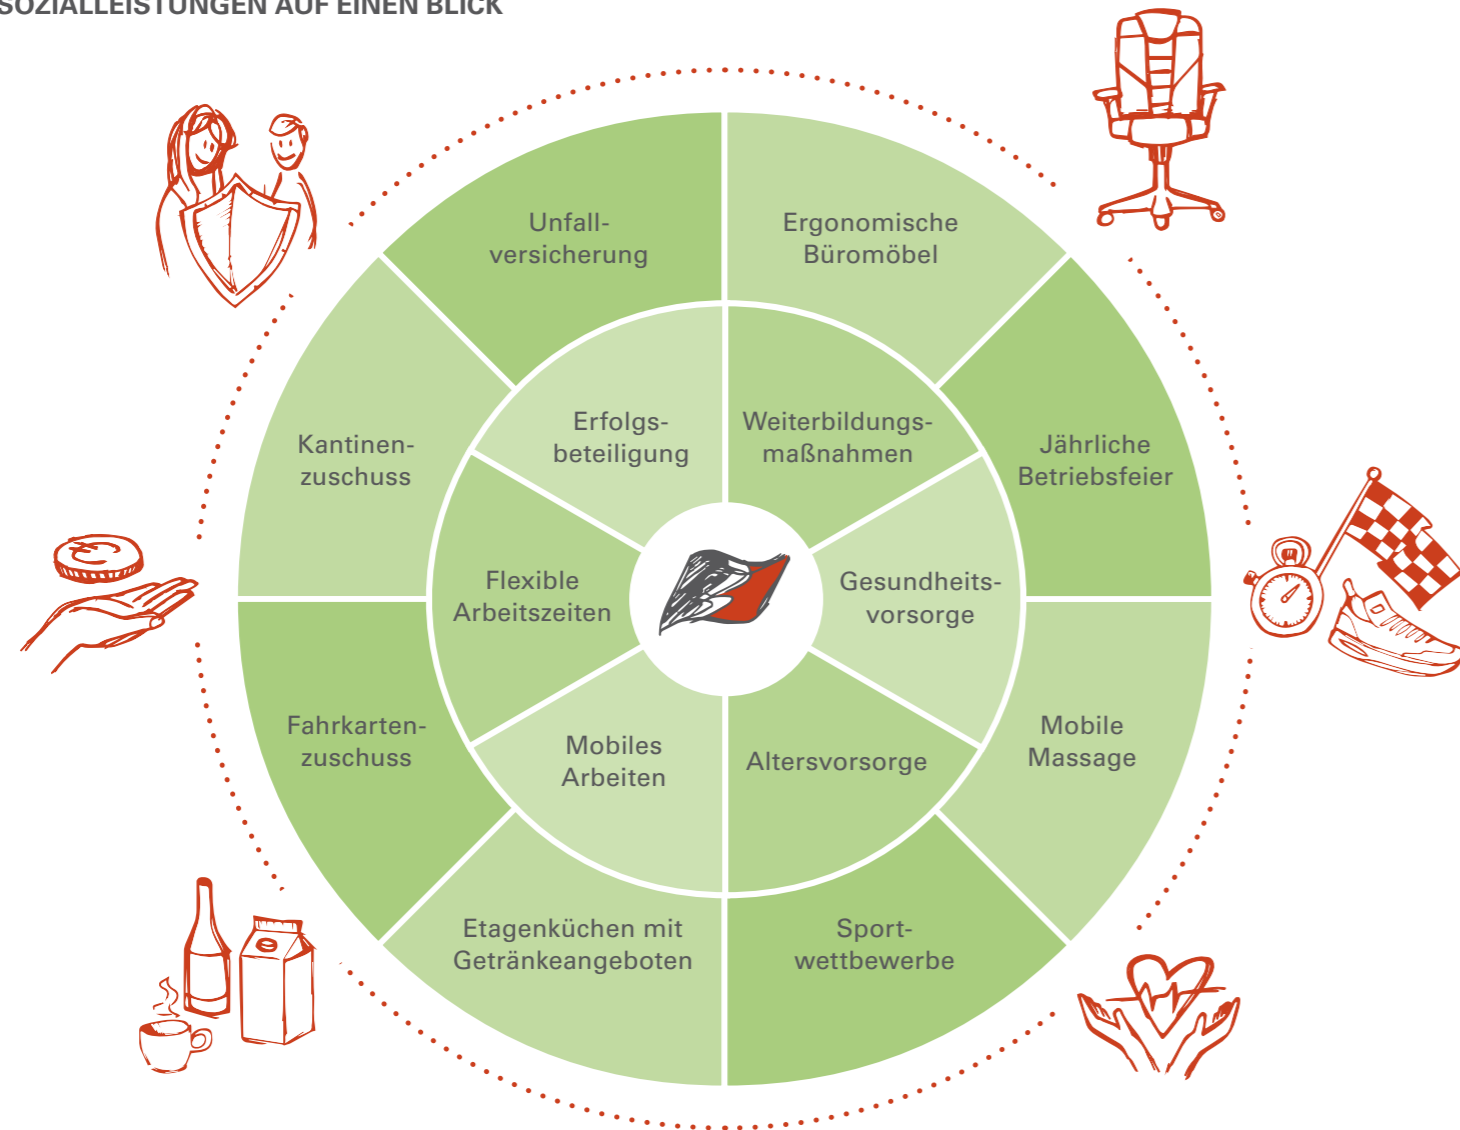 SOZIALLEISTUNGEN AUF EINEN BLICK
Unfall-
versicherung
Ergonomische
Büromöbel
Kantinen-
zuschuss
Erfolgs-
beteiligung
Weiterbildungs-
maßnahmen
Jährliche
Betriebsfeier
Flexible
Arbeitszeiten
Gesundheits-
vorsorge
Fahrkarten-
zuschuss
Mobiles
Arbeiten
Altersvorsorge
Mobile
Massage
Etagenküchen mit
Getränkeangeboten
Sport-
wettbewerbe